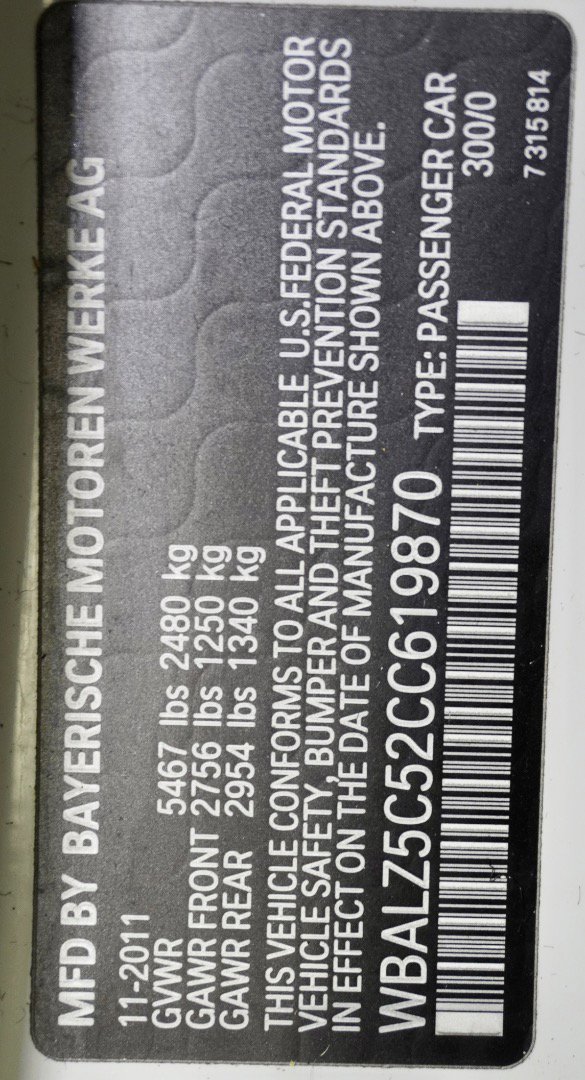 MFD BY BAYERISCHE MOTOREN WERKE AG
11-2011
GVWR 5467 lbs 2480 kg
GAWR FRONT 2756 lbs 1250 kg
GAWR REAR 2954 lbs 1340 kg
THIS VEHICLE CONFORMS TO ALL APPLICABLE U.S.FEDERAL MOTOR
VEHICLE SAFETY, BUMPER AND THEFT PREVENTION STANDARDS
IN EFFECT ON THE DATE OF MANUFACTURE SHOWN ABOVE.
WBALZ5C52CC619870 TYPE: PASSENGER CAR
300/0
7 315 814